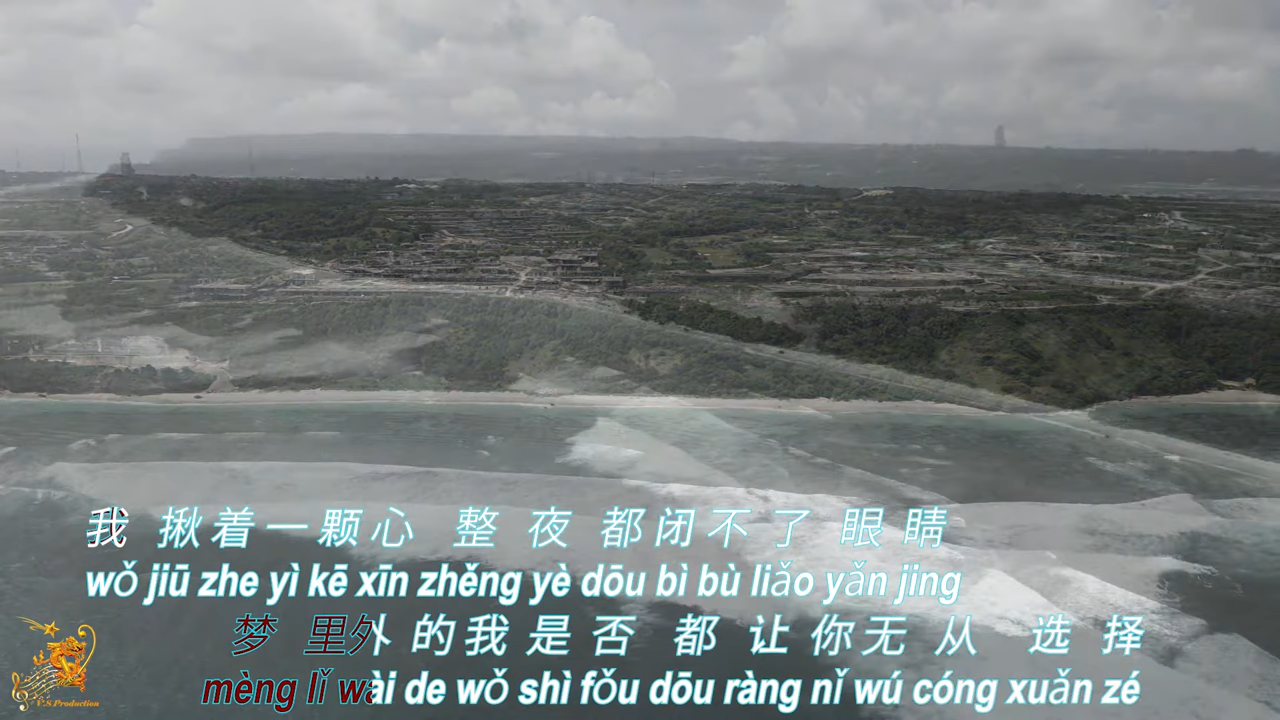 我 揪着一颗心 整 夜 都闭不了 眼睛
wǒ jiū zhe yì kē xīn zhěng yè dōu bì bù liǎo yǎn jing
梦 里外 的我是否 都 让你无 从 选择
mèng lǐ wài de wǒ shì fǒu dōu ràng nǐ wú cóng xuǎn zé
V.S Production